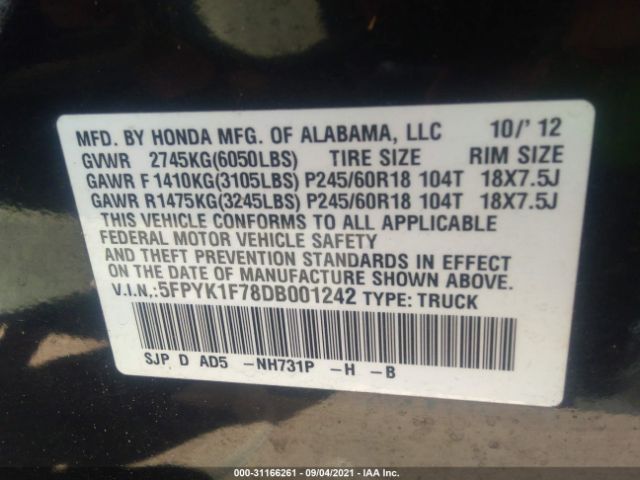 MFD. BY HONDA MFG. OF ALABAMA, LLC 10/' 12
GVWR 2745KG(6050LBS) TIRE SIZE RIM SIZE
GAWR F 1410KG(3105LBS) P245/60R18 104T 18X7.5J
GAWR R1475KG(3245LBS) P245/60R18 104T 18X7.5J
THIS VEHICLE CONFORMS TO ALL APPLICABLE
FEDERAL MOTOR VEHICLE SAFETY
AND THEFT PREVENTION STANDARDS IN EFFECT
ON THE DATE OF MANUFACTURE SHOWN ABOVE.
V.I.N.:5FPYK1F78DB001242 TYPE: TRUCK
SJP D AD5 -NH731P -H -B
000-31166261 - 09/04/2021 - IAA Inc.